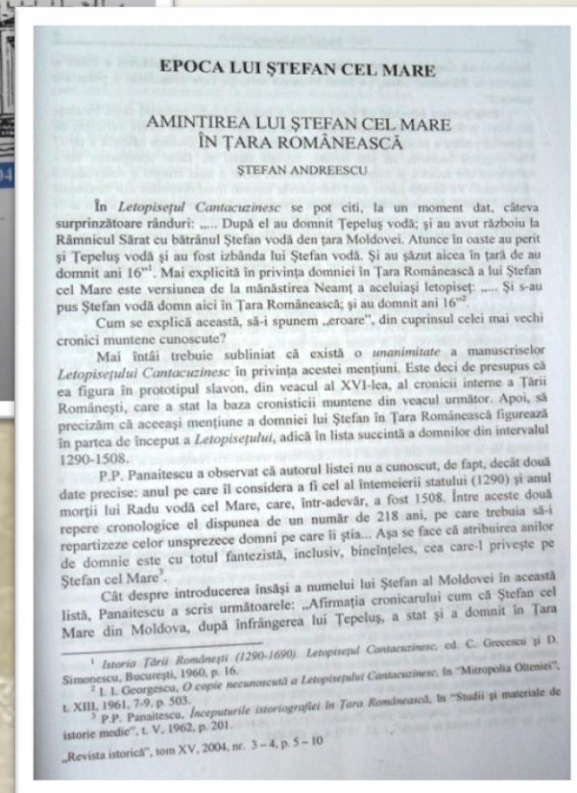 04
EPOCA LUI ŞTEFAN CEL MARE
AMINTIREA LUI ŞTEFAN CEL MARE
ÎN ŢARA ROMÂNEASCĂ
ŞTEFAN ANDREESCU
În Letopiseţul Cantacuzinesc se pot citi, la un moment dat, câteva
surprinzătoare rânduri: „.... După el au domnit Ţepeluş vodă; şi au avut războiu la
Râmnicul Sărat cu bătrânul Ştefan vodă den ţara Moldovei. Atunce în oaste au perit
şi Ţepeluş vodă şi au fost izbânda lui Ştefan vodă. Şi au şăzut aicea în ţară de au
domnit ani 16”1. Mai explicită în privinţa domniei în Ţara Românească a lui Ştefan
cel Mare este versiunea de la mănăstirea Neamţ a aceluiaşi letopiseţ: „.... Şi s-au
pus Ştefan vodă domn aici în Ţara Românească; şi au domnit ani 16”2.
Cum se explică această, să-i spunem „eroare”, din cuprinsul celei mai vechi
cronici muntene cunoscute?
Mai întâi trebuie subliniat că există o unanimitate a manuscriselor
Letopiseţului Cantacuzinesc în privinţa acestei menţiuni. Este deci de presupus că
ea figura în prototipul slavon, din veacul al XVI-lea, al cronicii interne a Ţării
Româneşti, care a stat la baza cronisticii muntene din veacul următor. Apoi, să
precizăm că aceeaşi menţiune a domniei lui Ştefan în Ţara Românească figurează
în partea de început a Letopiseţului, adică în lista succintă a domnilor din intervalul
1290-1508.
P.P. Panaitescu a observat că autorul listei nu a cunoscut, de fapt, decât două
date precise: anul pe care îl considera a fi cel al întemeierii statului (1290) şi anul
morţii lui Radu vodă cel Mare, care, într-adevăr, a fost 1508. Între aceste două
repere cronologice el dispunea de un număr de 218 ani, pe care trebuia să-i
repartizeze celor unsprezece domni pe care îi ştia... Aşa se face că atribuirea anilor
de domnie este cu totul fantezistă, inclusiv, bineînţeles, cea care-l priveşte pe
Ştefan cel Mare3.
Cât despre introducerea însăşi a numelui lui Ştefan al Moldovei în această
listă, Panaitescu a scris următoarele: „Afirmaţia cronicarului cum că Ştefan cel
Mare din Moldova, după înfrângerea lui Ţepeluş, a stat şi a domnit în Ţara
1 Istoria Ţării Româneşti (1290-1690). Letopiseţul Cantacuzinesc, ed. C. Grecescu şi D.
Simonescu, Bucureşti, 1960, p. 16.
2 I. I. Georgescu, O copie necunoscută a Letopiseţului Cantacuzinesc, în “Mitropolia Olteniei”,
t. XIII, 1961, 7-9, p. 503.
3 P.P. Panaitescu, Începuturile istoriografiei în Ţara Românească, în “Studii şi materiale de
istorie medie”, t. V, 1962, p. 201.
„Revista istorică”, tom XV, 2004, nr. 3 – 4, p. 5 – 10